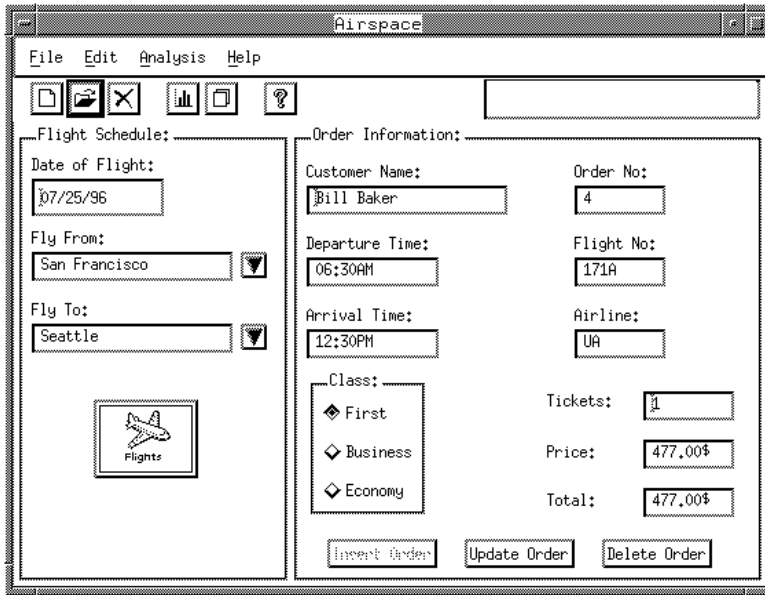 Airspace
File Edit Analysis Help
Flight Schedule:
Date of Flight:
07/25/96
Fly From:
San Francisco
Fly To:
Seattle
Flights
Order Information:
Customer Name: Order No:
Bill Baker 4
Departure Time: Flight No:
06:30AM 171A
Arrival Time: Airline:
12:30PM UA
Class:
First
Business
Economy
Tickets: 1
Price: 477.00$
Total: 477.00$
Insert Order Update Order Delete Order